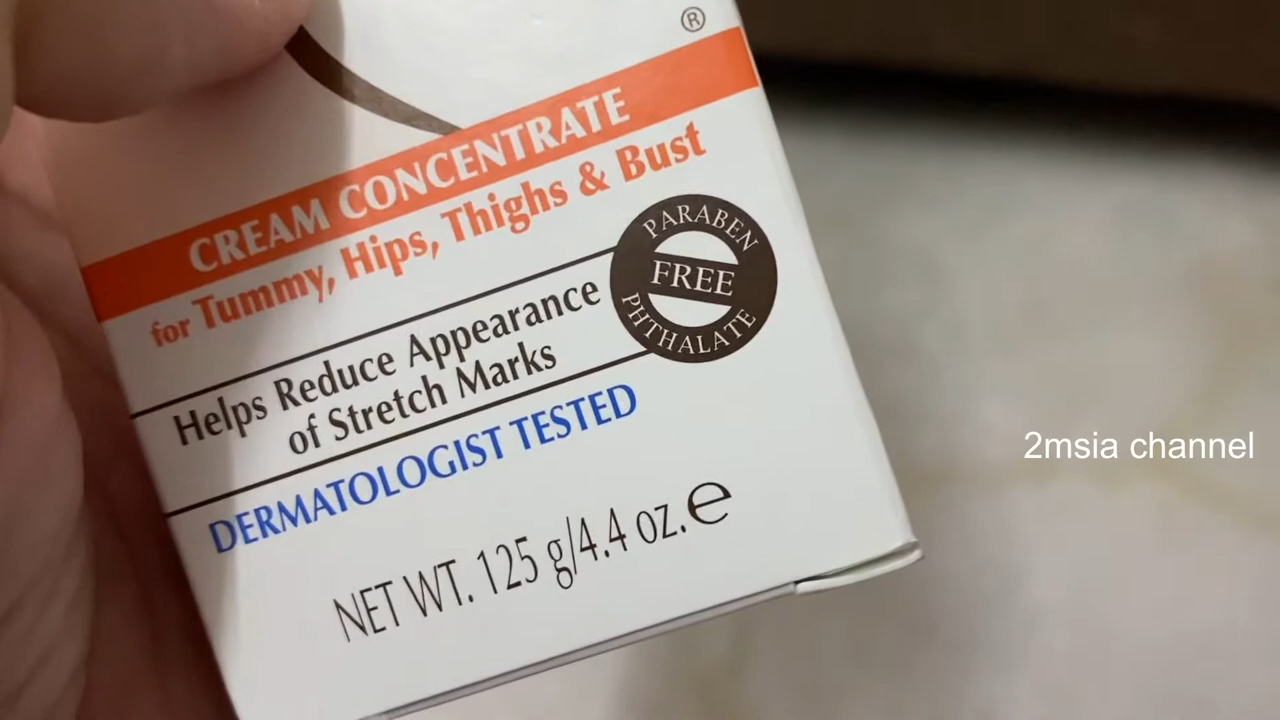 ®
CREAM CONCENTRATE
for Tummy, Hips, Thighs & Bust
PARABEN
FREE
PHTHALATE
Helps Reduce Appearance
of Stretch Marks
DERMATOLOGIST TESTED
NET WT. 125 g/4.4 oz.℮
2msia channel